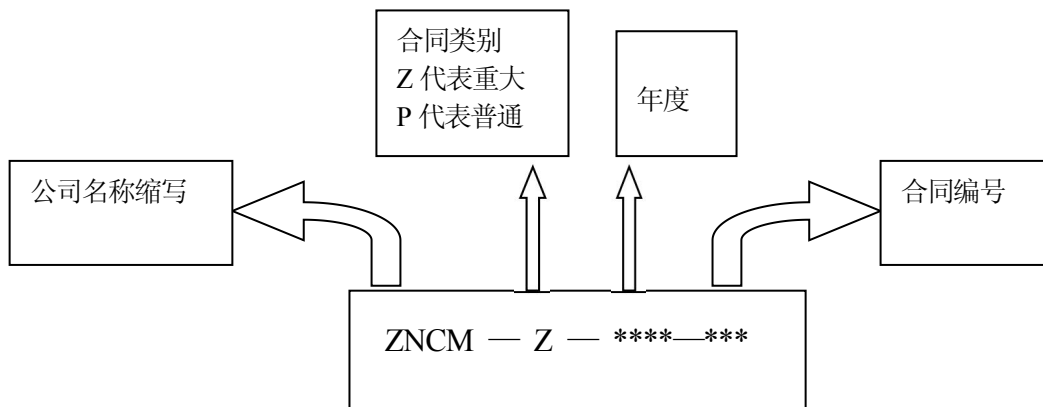 合同类别
Z 代表重大
P 代表普通
年度
公司名称缩写
合同编号
ZNCM — Z — ****—***